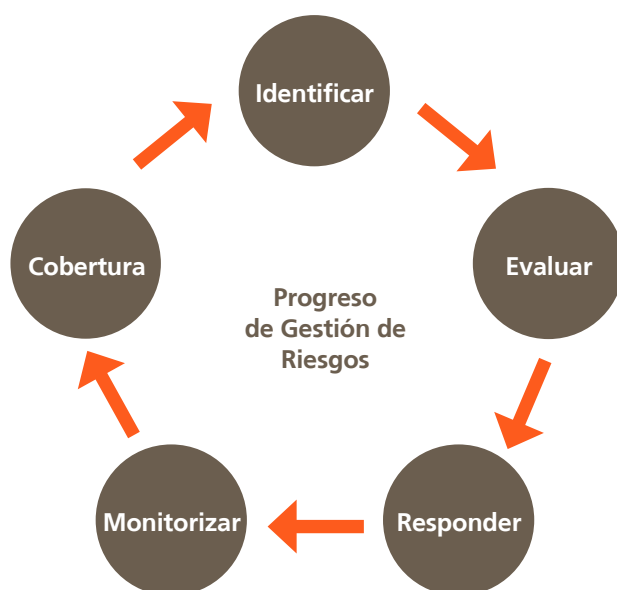 Identificar
Cobertura
Evaluar
Progreso
de Gestión de
Riesgos
Monitorizar
Responder